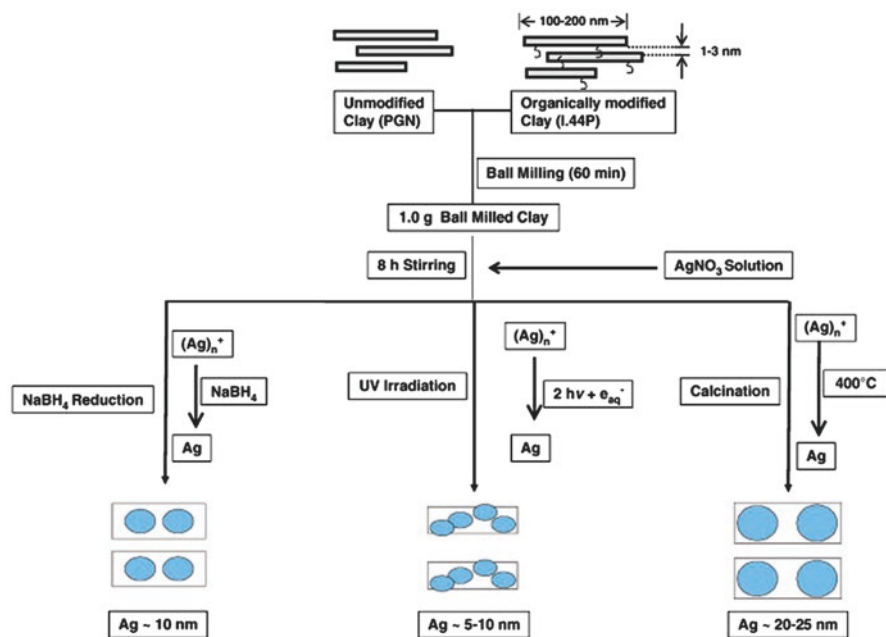 100-200 nm
1-3 nm
Unmodified
Clay (PGN)
Organically modified
Clay (I.44P)
Ball Milling (60 min)
1.0 g Ball Milled Clay
8 h Stirring
AgNO₃ Solution
(Ag)ₙ⁺
(Ag)ₙ⁺
(Ag)ₙ⁺
NaBH₄ Reduction
NaBH₄
UV Irradiation
2 hν + eₐq⁻
Calcination
400°C
Ag
Ag
Ag
Ag ~ 10 nm
Ag ~ 5-10 nm
Ag ~ 20-25 nm